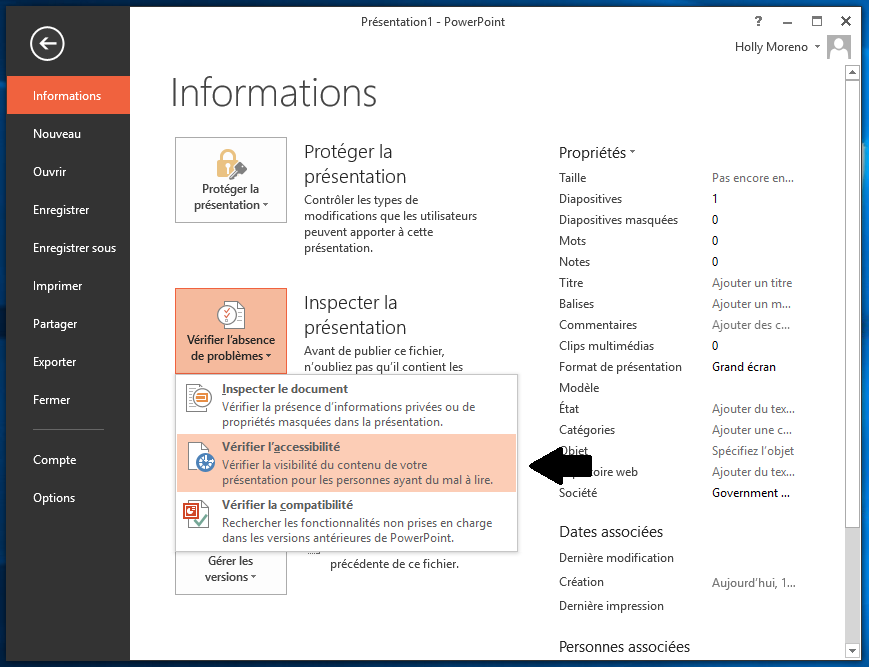 Présentation1 - PowerPoint
?
Holly Moreno
Informations
Nouveau
Ouvrir
Enregistrer
Enregistrer sous
Imprimer
Partager
Exporter
Fermer
Compte
Options
Informations
Protéger la
présentation
Protéger la
présentation
Contrôler les types de
modifications que les utilisateurs
peuvent apporter à cette
présentation.
Vérifier l'absence
de problèmes
Inspecter la
présentation
Avant de publier ce fichier,
n'oubliez pas qu'il contient les
Inspecter le document
Vérifier la présence d'informations privées ou de
propriétés masquées dans la présentation.
Vérifier l'accessibilité
Vérifier la visibilité du contenu de votre
présentation pour les personnes ayant du mal à lire.
Vérifier la compatibilité
Rechercher les fonctionnalités non prises en charge
dans les versions antérieures de PowerPoint.
Gérer les
versions
précédente de ce fichier.
Propriétés
Taille Pas encore en...
Diapositives 1
Diapositives masquées 0
Mots 0
Notes 0
Titre Ajouter un titre
Balises Ajouter un m...
Commentaires Ajouter des c...
Clips multimédias 0
Format de présentation Grand écran
Modèle
État Ajouter du tex...
Catégories Ajouter une c...
Objet Spécifiez l'objet
web Ajouter du tex...
Société Government ...
Dates associées
Dernière modification
Création Aujourd'hui, 1...
Dernière impression
Personnes associées